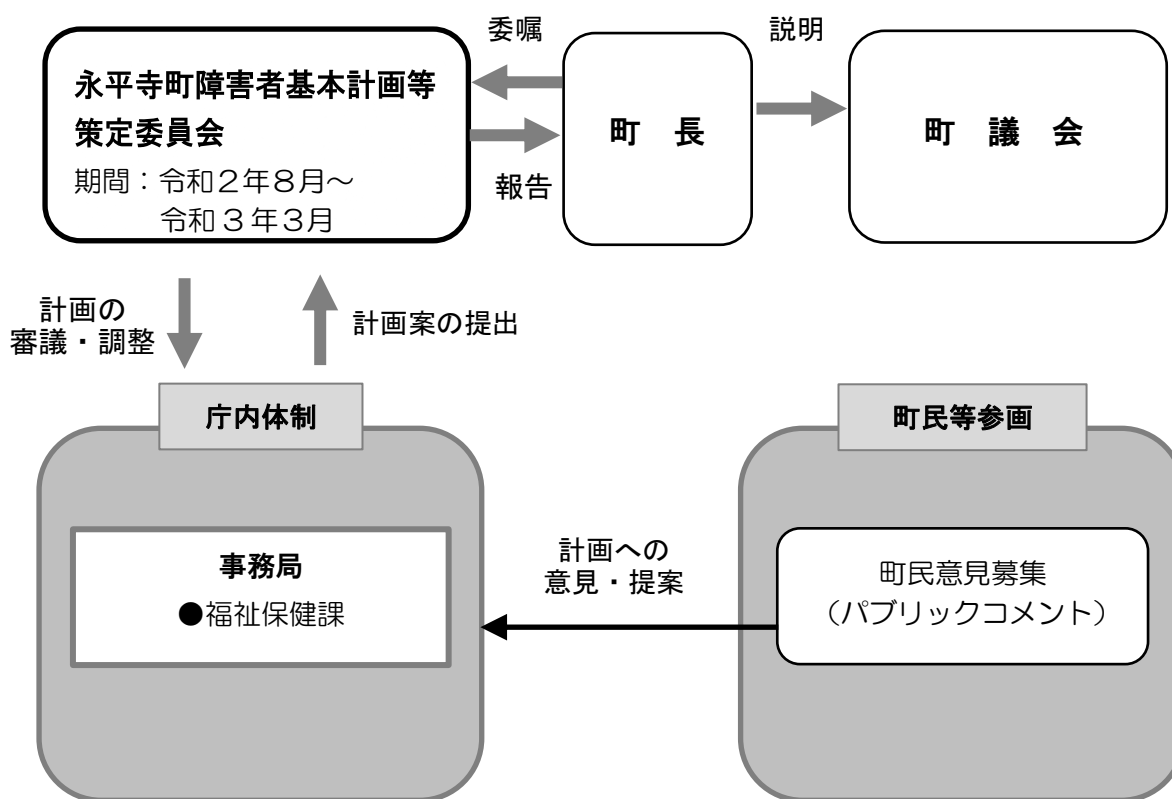 委嘱
説明
永平寺町障害者基本計画等
策定委員会
期間：令和２年８月～
令和３年３月
町　長
町　議　会
報告
計画の
審議・調整
計画案の提出
庁内体制
町民等参画
事務局
●福祉保健課
計画への
意見・提案
町民意見募集
（パブリックコメント）